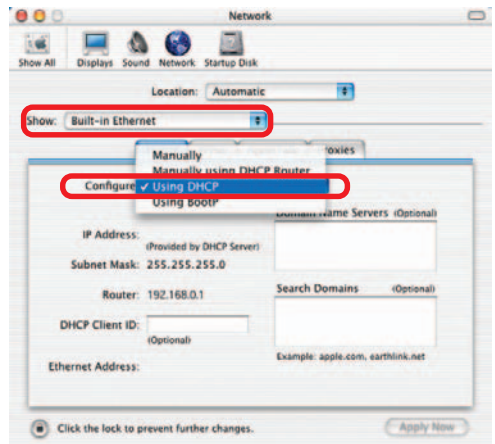 Network
Show All Displays Sound Network Startup Disk
Location: Automatic
Show: Built-in Ethernet
oxies
Manually
Manually using DHCP Router
Configure ✓ Using DHCP
Using BootP
Domain Name Servers (Optional)
IP Address:
(Provided by DHCP Server)
Subnet Mask: 255.255.255.0
Router: 192.168.0.1
Search Domains (Optional)
DHCP Client ID:
(Optional)
Example: apple.com, earthlink.net
Ethernet Address:
Click the lock to prevent further changes.
Apply Now